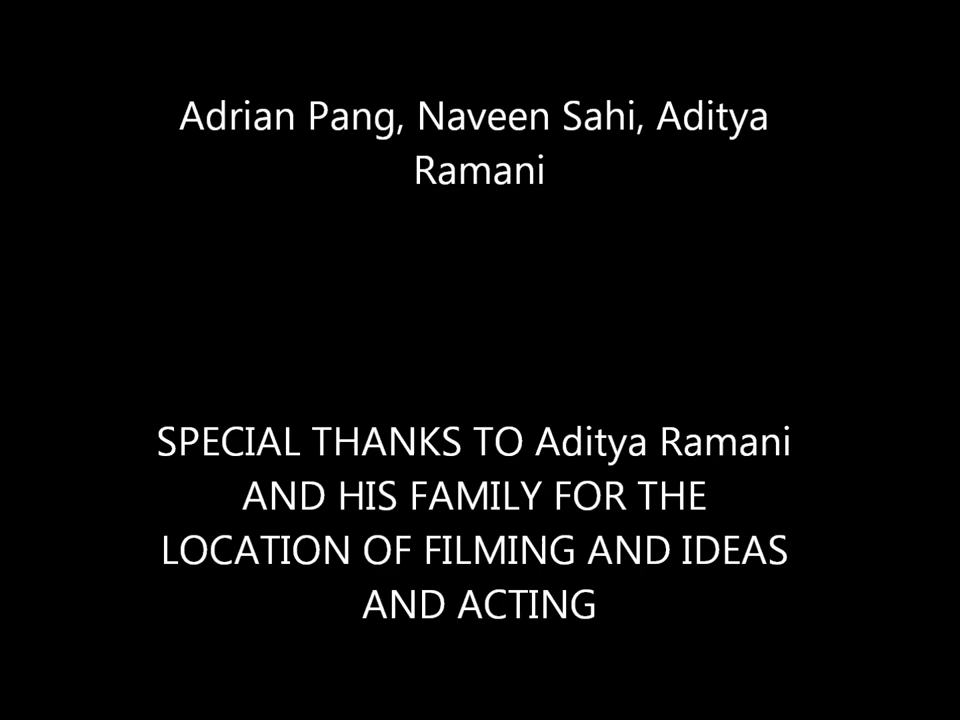 Adrian Pang, Naveen Sahi, Aditya
Ramani
SPECIAL THANKS TO Aditya Ramani
AND HIS FAMILY FOR THE
LOCATION OF FILMING AND IDEAS
AND ACTING